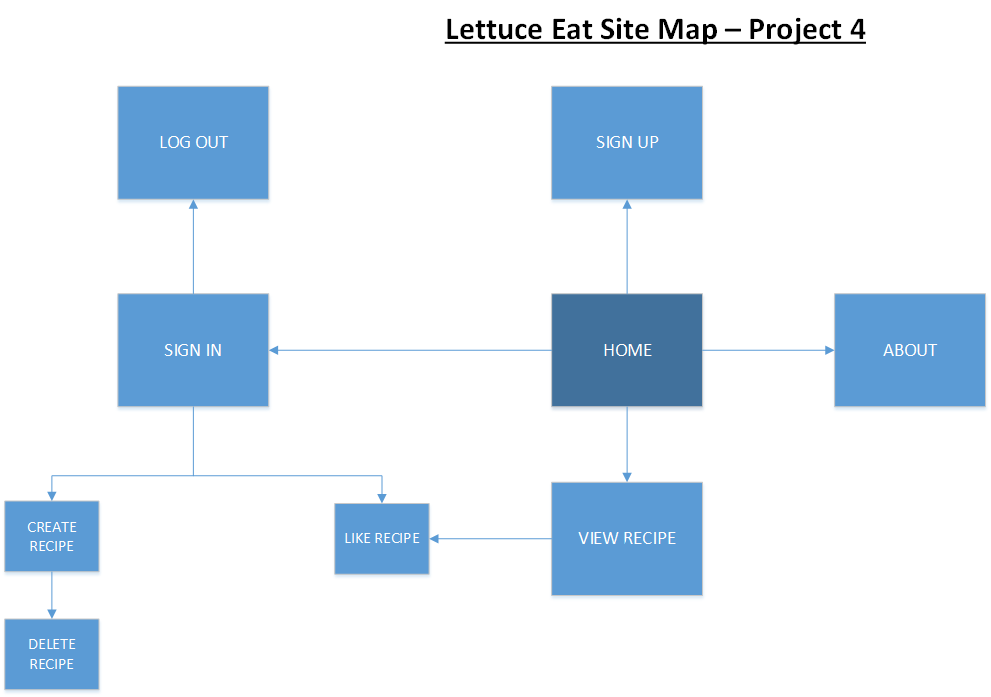 Lettuce Eat Site Map – Project 4
LOG OUT
SIGN UP
SIGN IN
HOME
ABOUT
CREATE
RECIPE
LIKE RECIPE
VIEW RECIPE
DELETE
RECIPE